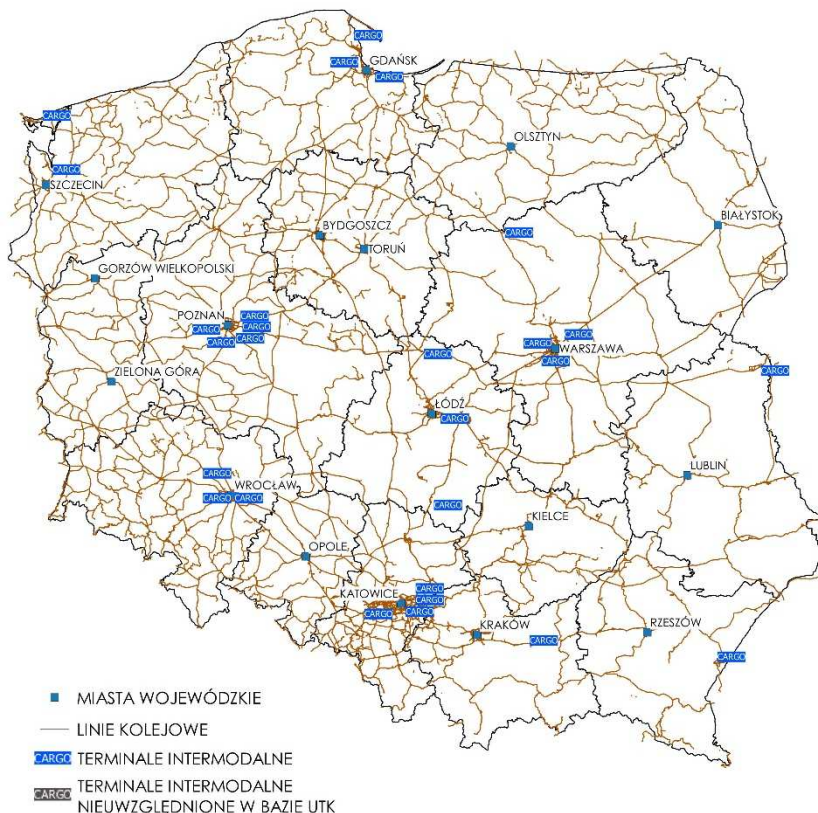 CARGO
CARGO GDAŃSK
CARGO
CARGO
OLSZTYN
CARGO
SZCZECIN
BIAŁYSTOK
BYDGOSZCZ
CARGO
TORUŃ
GORZÓW WIELKOPOLSKI
POZNAN CARGO
CARGO CARGO
CARGO
CARGO CARGO
CARGO
WARSZAWA
CARGO
CARGO
CARGO
ZIELONA GÓRA
ŁÓDŹ
CARGO
LUBLIN
CARGO
WROCŁAW
CARGO CARGO
CARGO
KIELCE
OPOLE
CARGO
KATOWICE CARGO
CARGO CARGO
KRAKÓW
RZESZÓW
CARGO
CARGO
MIASTA WOJEWÓDZKIE
LINIE KOLEJOWE
CARGO TERMINALE INTERMODALNE
CARGO TERMINALE INTERMODALNE
NIEUWZGLEDNIONE W BAZIE UTK